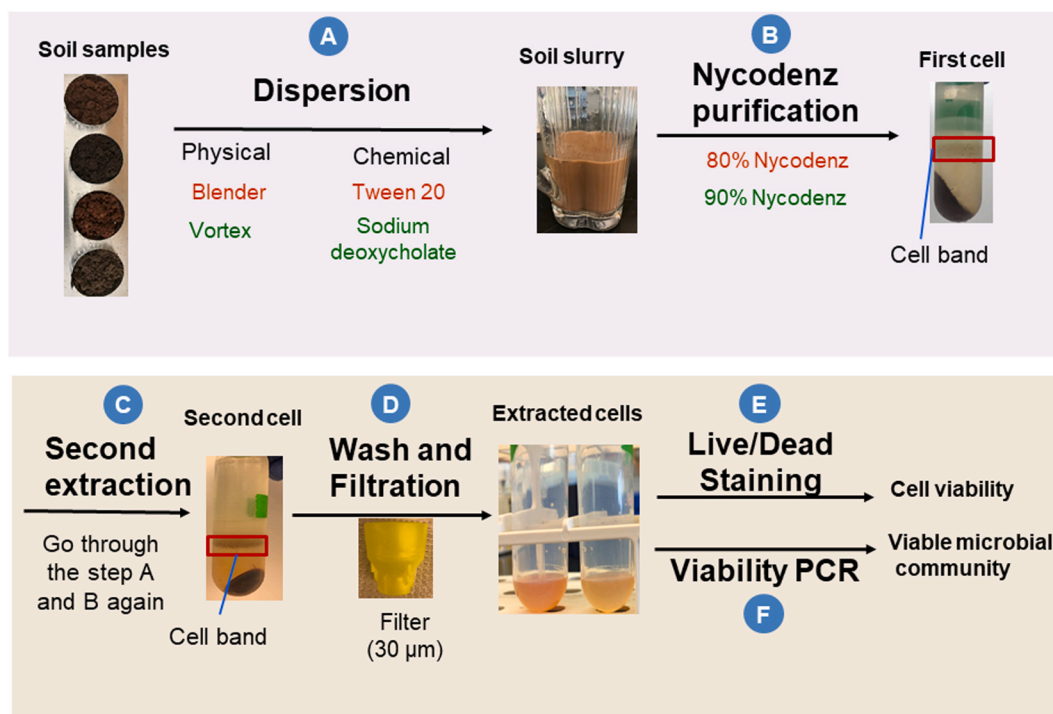 A
B
Soil samples
Dispersion
Soil slurry
Nycodenz
purification
First cell
Physical
Chemical
Blender
Tween 20
Vortex
Sodium
deoxycholate
80% Nycodenz
90% Nycodenz
Cell band
C
Second cell
D
Extracted cells
E
Second
extraction
Wash and
Filtration
Live/Dead
Staining
Cell viability
Go through
the step A
and B again
Cell band
Filter
(30 µm)
Viability PCR
Viable microbial
community
F